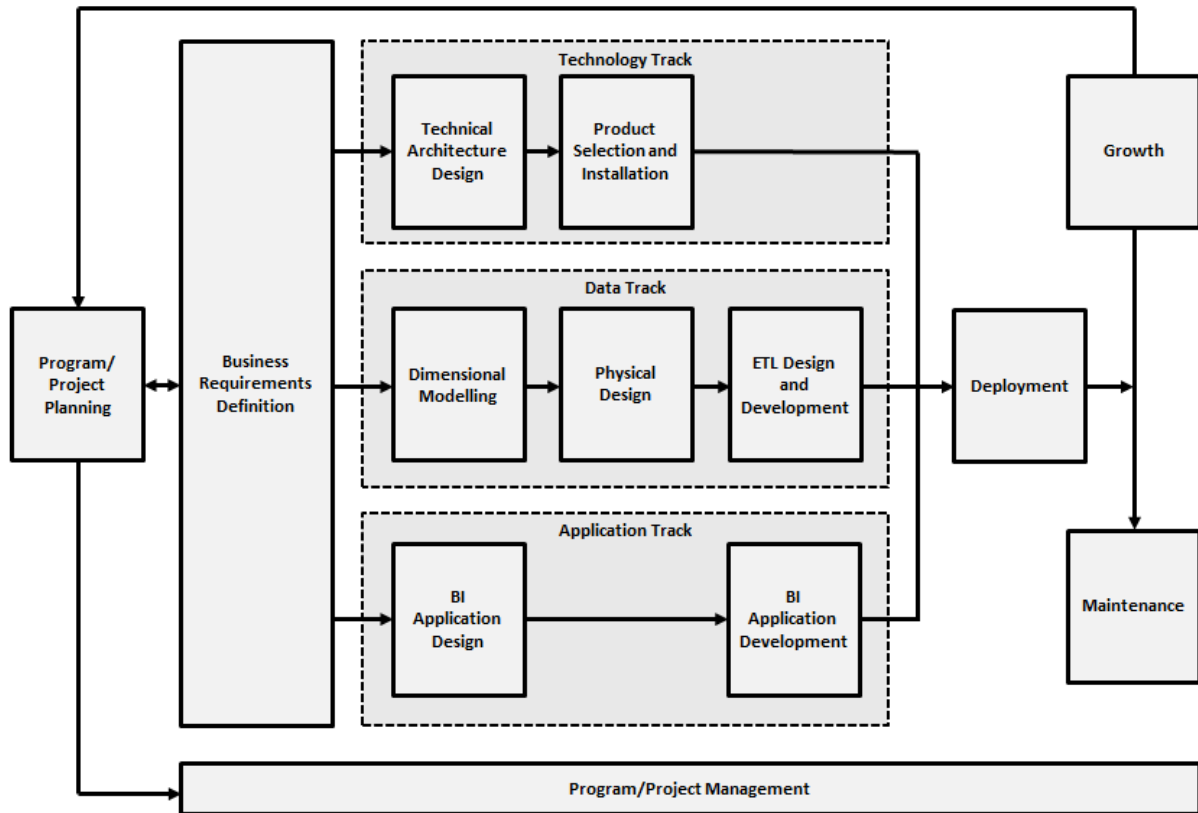 Technology Track
Technical
Architecture
Design
Product
Selection and
Installation
Growth
Data Track
Program/
Project
Planning
Business
Requirements
Definition
Dimensional
Modelling
Physical
Design
ETL Design
and
Development
Deployment
Application Track
BI
Application
Design
BI
Application
Development
Maintenance
Program/Project Management